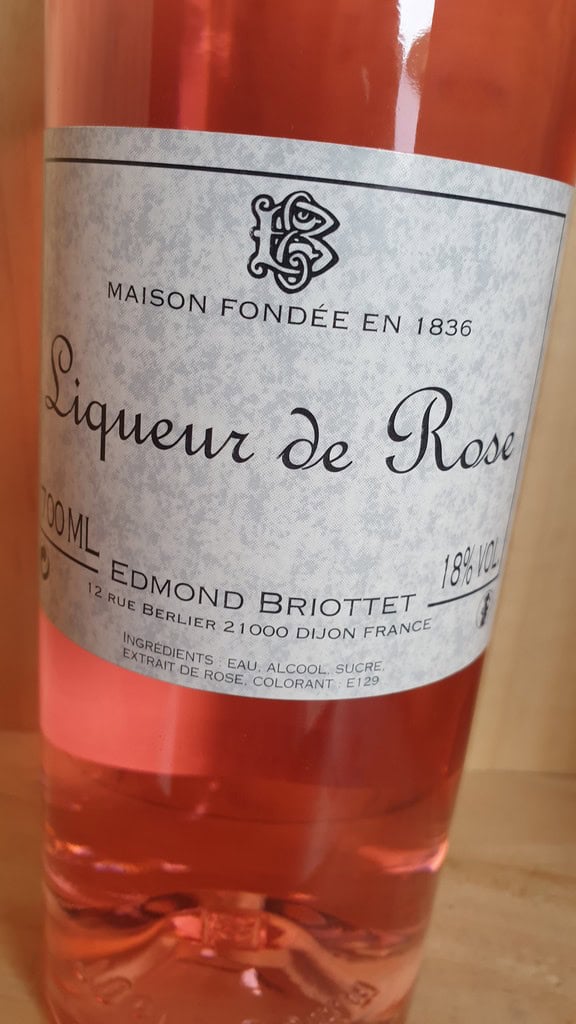 MAISON FONDÉE EN 1836
Liqueur de Rose
700 ML
18% VOL
EDMOND BRIOTTET
12 RUE BERLIER 21000 DIJON FRANCE
INGRÉDIENTS : EAU, ALCOOL, SUCRE,
EXTRAIT DE ROSE, COLORANT : E129